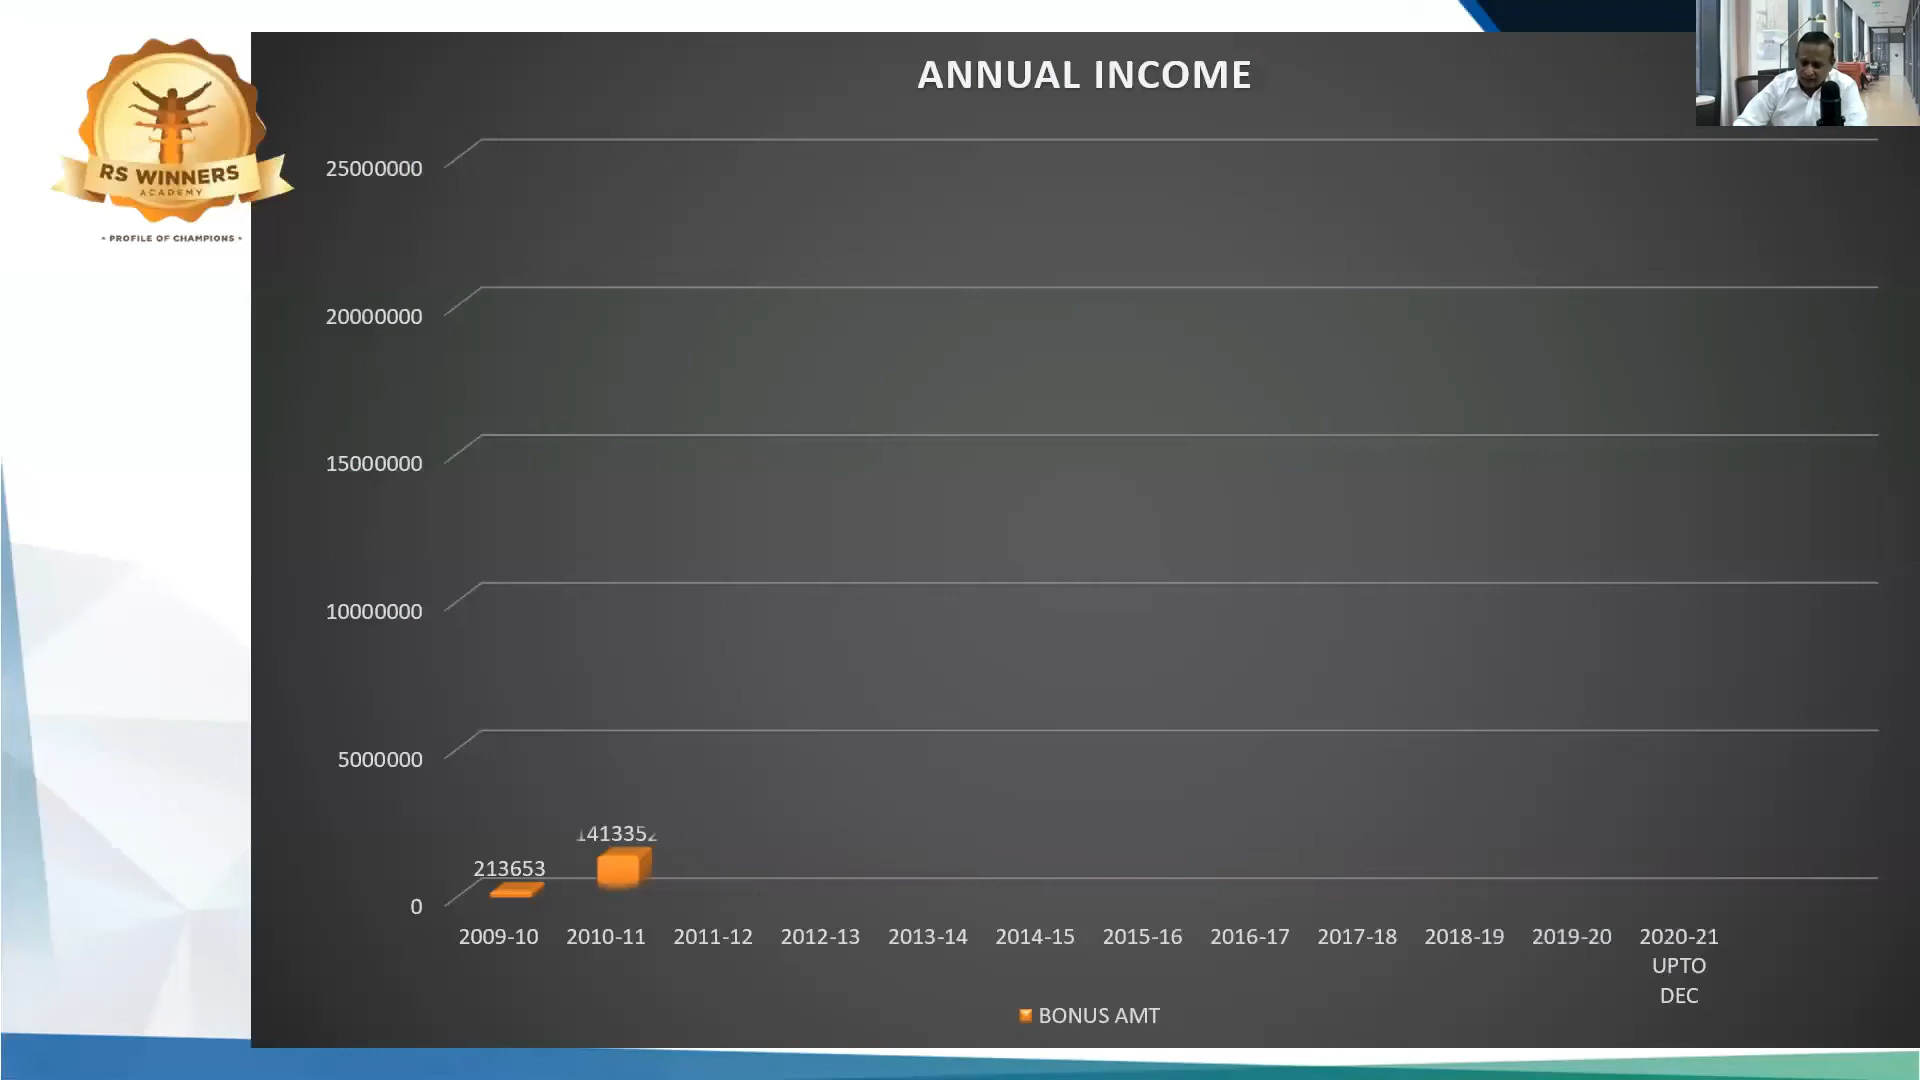 ANNUAL INCOME
RS WINNERS
ACADEMY
- PROFILE OF CHAMPIONS -
25000000
20000000
15000000
10000000
5000000
0
213653
1413352
2009-10 2010-11 2011-12 2012-13 2013-14 2014-15 2015-16 2016-17 2017-18 2018-19 2019-20 2020-21
UPTO
DEC
BONUS AMT